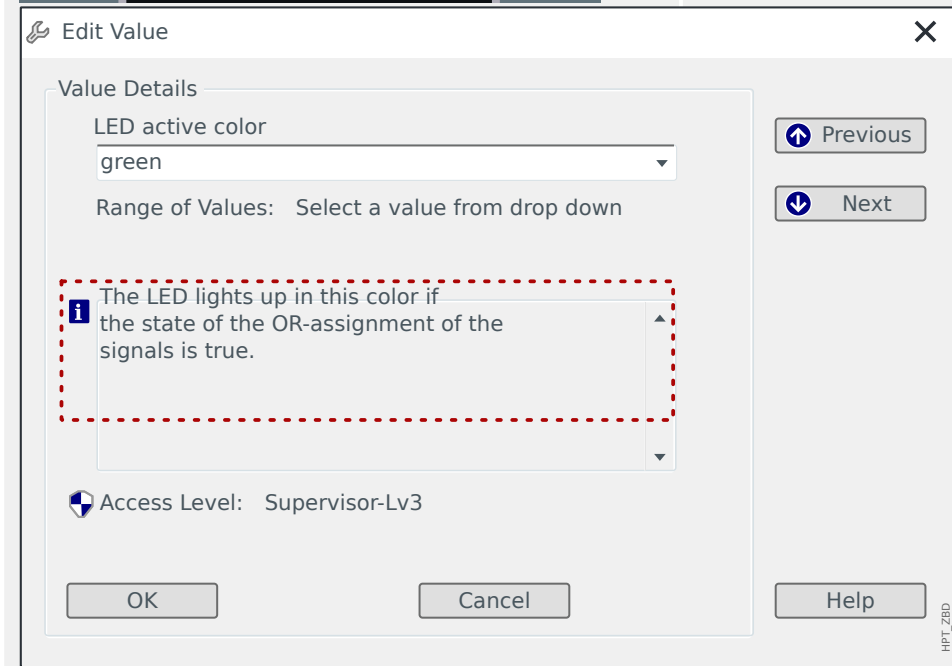 Edit Value
Value Details
LED active color
green
Range of Values: Select a value from drop down
Previous
Next
The LED lights up in this color if
the state of the OR-assignment of the
signals is true.
Access Level: Supervisor-Lv3
OK
Cancel
Help
HPT_ZBD